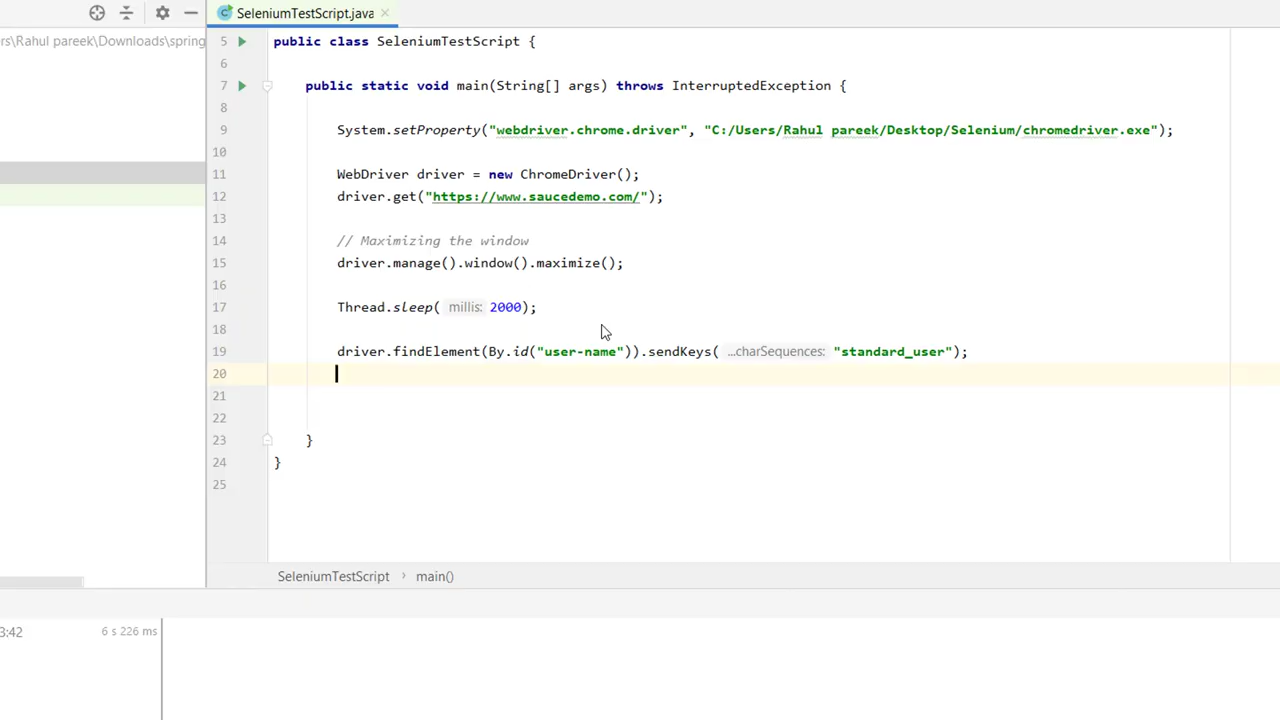 SeleniumTestScript.java
rs\Rahul pareek\Downloads\spring
5 public class SeleniumTestScript {
6
7 public static void main(String[] args) throws InterruptedException {
8
9 System.setProperty("webdriver.chrome.driver", "C:/Users/Rahul pareek/Desktop/Selenium/chromedriver.exe");
10
11 WebDriver driver = new ChromeDriver();
12 driver.get("https://www.saucedemo.com/");
13
14 // Maximizing the window
15 driver.manage().window().maximize();
16
17 Thread.sleep( millis: 2000);
18
19 driver.findElement(By.id("user-name")).sendKeys( ...charSequences: "standard_user");
20
21
22
23 }
24 }
25
SeleniumTestScript › main()
3:42 6 s 226 ms